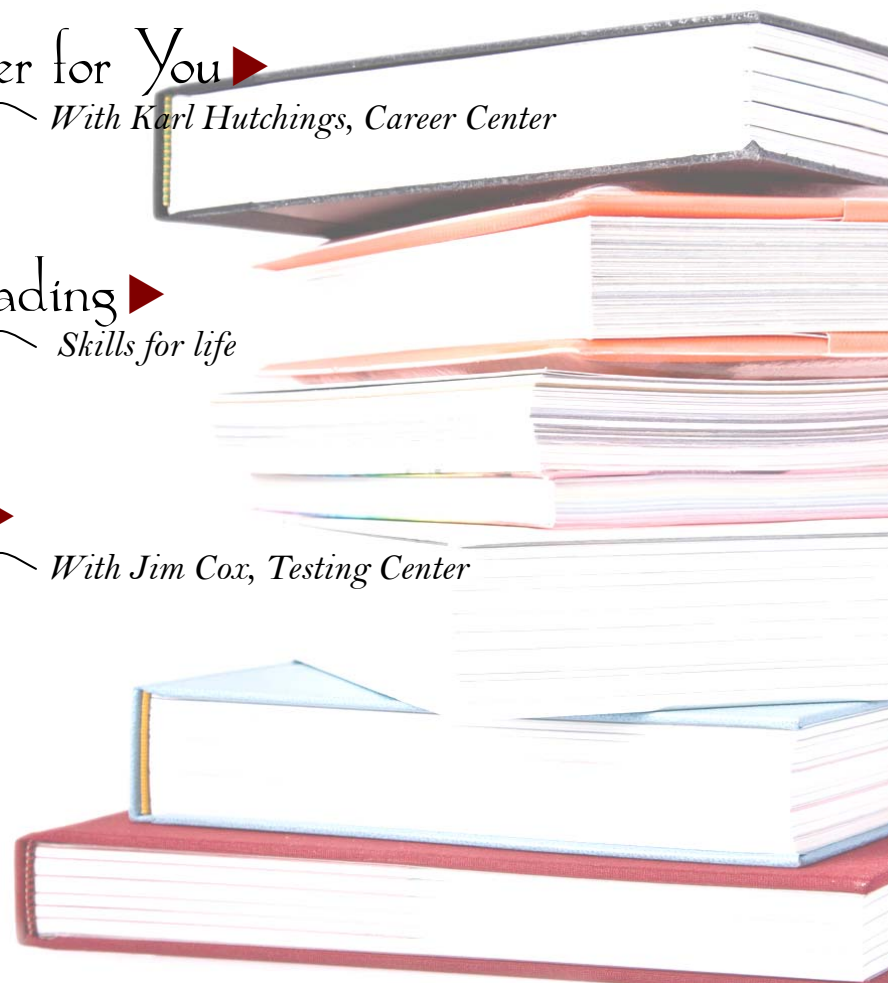 er for You
With Karl Hutchings, Career Center
ading
Skills for life
With Jim Cox, Testing Center